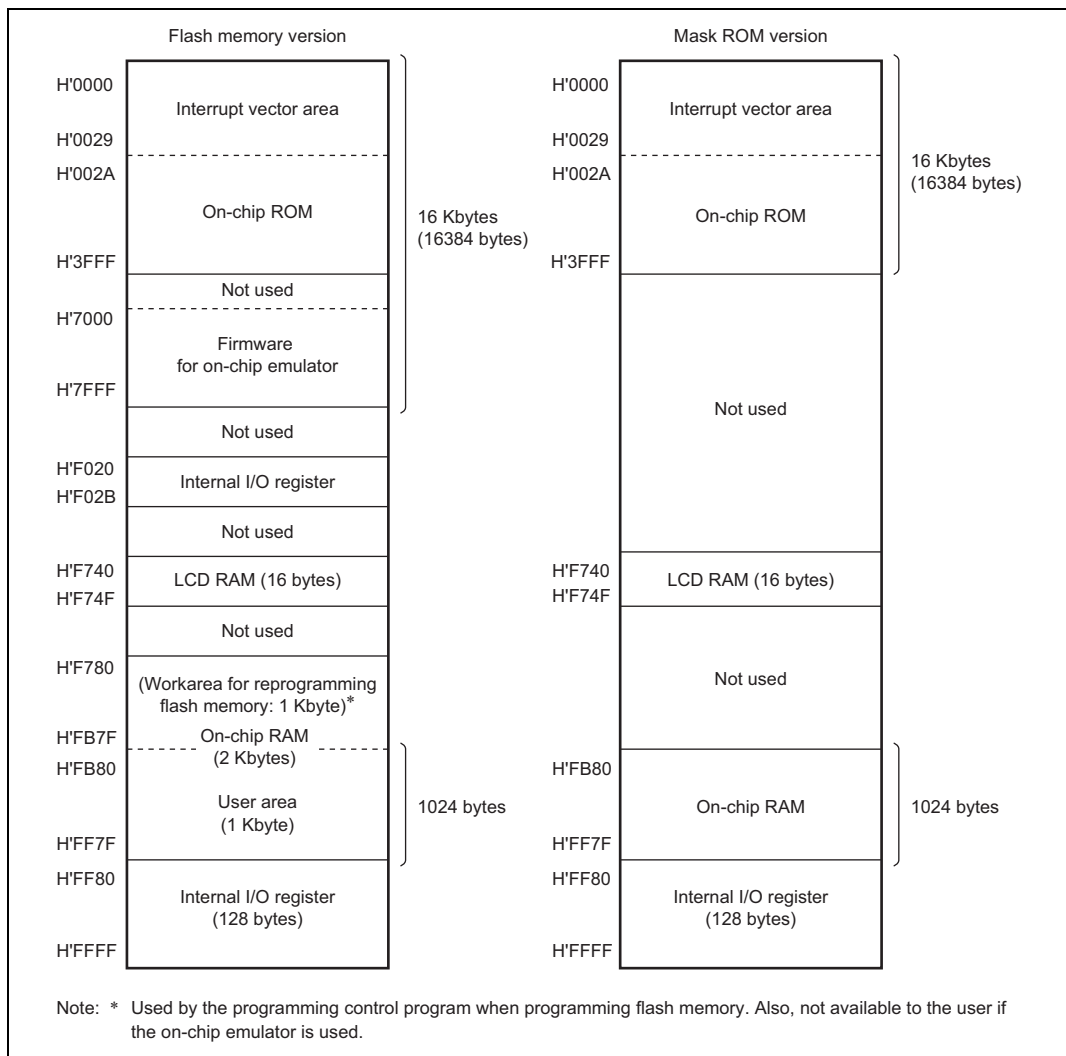 Flash memory version
H'0000
Interrupt vector area
H'0029
H'002A
On-chip ROM
H'3FFF
Not used
H'7000
Firmware
for on-chip emulator
H'7FFF
16 Kbytes
(16384 bytes)
Not used
H'F020
Internal I/O register
H'F02B
Not used
H'F740
LCD RAM (16 bytes)
H'F74F
Not used
H'F780
(Workarea for reprogramming
flash memory: 1 Kbyte)*
H'FB7F
On-chip RAM
(2 Kbytes)
H'FB80
User area
(1 Kbyte)
H'FF7F
1024 bytes
H'FF80
Internal I/O register
(128 bytes)
H'FFFF
Mask ROM version
H'0000
Interrupt vector area
H'0029
H'002A
On-chip ROM
H'3FFF
16 Kbytes
(16384 bytes)
Not used
H'F740
LCD RAM (16 bytes)
H'F74F
Not used
H'FB80
On-chip RAM
H'FF7F
1024 bytes
H'FF80
Internal I/O register
(128 bytes)
H'FFFF
Note: * Used by the programming control program when programming flash memory. Also, not available to the user if
the on-chip emulator is used.